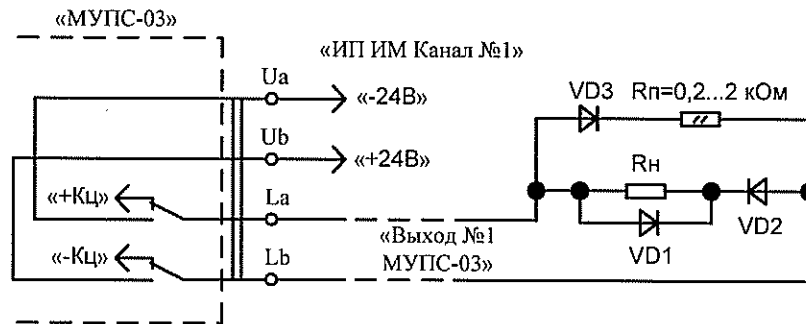 «МУПС-03»
«ИП ИМ Канал №1»
Ua
«-24В»
VD3
Rп=0,2...2 кОм
Ub
«+24В»
«+Кц»
La
Rн
VD2
VD1
«Выход №1
МУПС-03»
«-Кц»
Lb